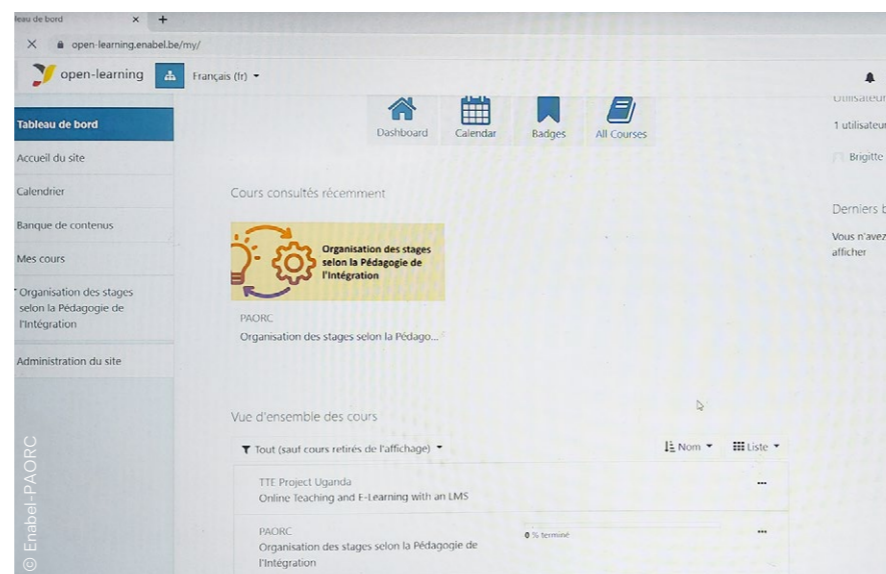 leau de bord
open-learning.enabel.be/my/
open-learning
Français (fr)
Tableau de bord
Accueil du site
Calendrier
Banque de contenus
Mes cours
Organisation des stages
selon la Pédagogie de
l'Intégration
Administration du site
Dashboard
Calendar
Badges
All Courses
Cours consultés récemment
Organisation des stages
selon la Pédagogie de
l'Intégration
PAORC
Organisation des stages selon la Pédago...
Vue d'ensemble des cours
Tout (sauf cours retirés de l'affichage)
Nom
Liste
TTE Project Uganda
Online Teaching and E-Learning with an LMS
PAORC
Organisation des stages selon la Pédagogie de
l'Intégration
0 % terminé
Utilisateur
1 utilisateur
Brigitte
Derniers b
Vous n'avez
afficher
© Enabel-PAORC